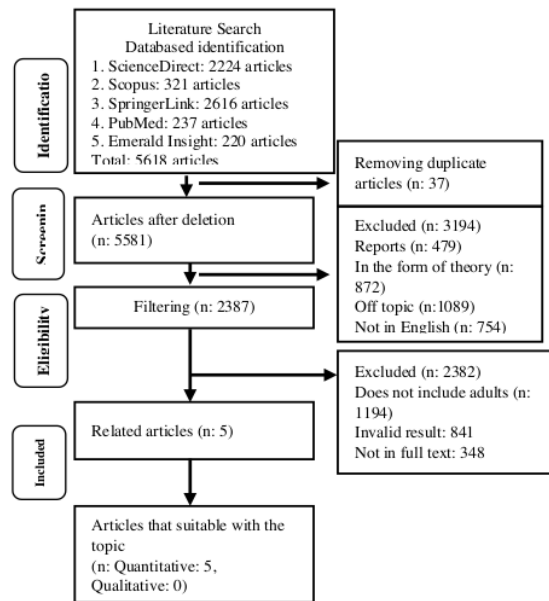 Literature Search
Databased identification
1. ScienceDirect: 2224 articles
2. Scopus: 321 articles
3. SpringerLink: 2616 articles
4. PubMed: 237 articles
5. Emerald Insight: 220 articles
Total: 5618 articles
Identificatio
Removing duplicate
articles (n: 37)
Screenin
Articles after deletion
(n: 5581)
Excluded (n: 3194)
Reports (n: 479)
In the form of theory (n:
872)
Off topic (n:1089)
Not in English (n: 754)
Eligibility
Filtering (n: 2387)
Excluded (n: 2382)
Does not include adults (n:
1194)
Invalid result: 841
Not in full text: 348
Included
Related articles (n: 5)
Articles that suitable with the
topic
(n: Quantitative: 5,
Qualitative: 0)